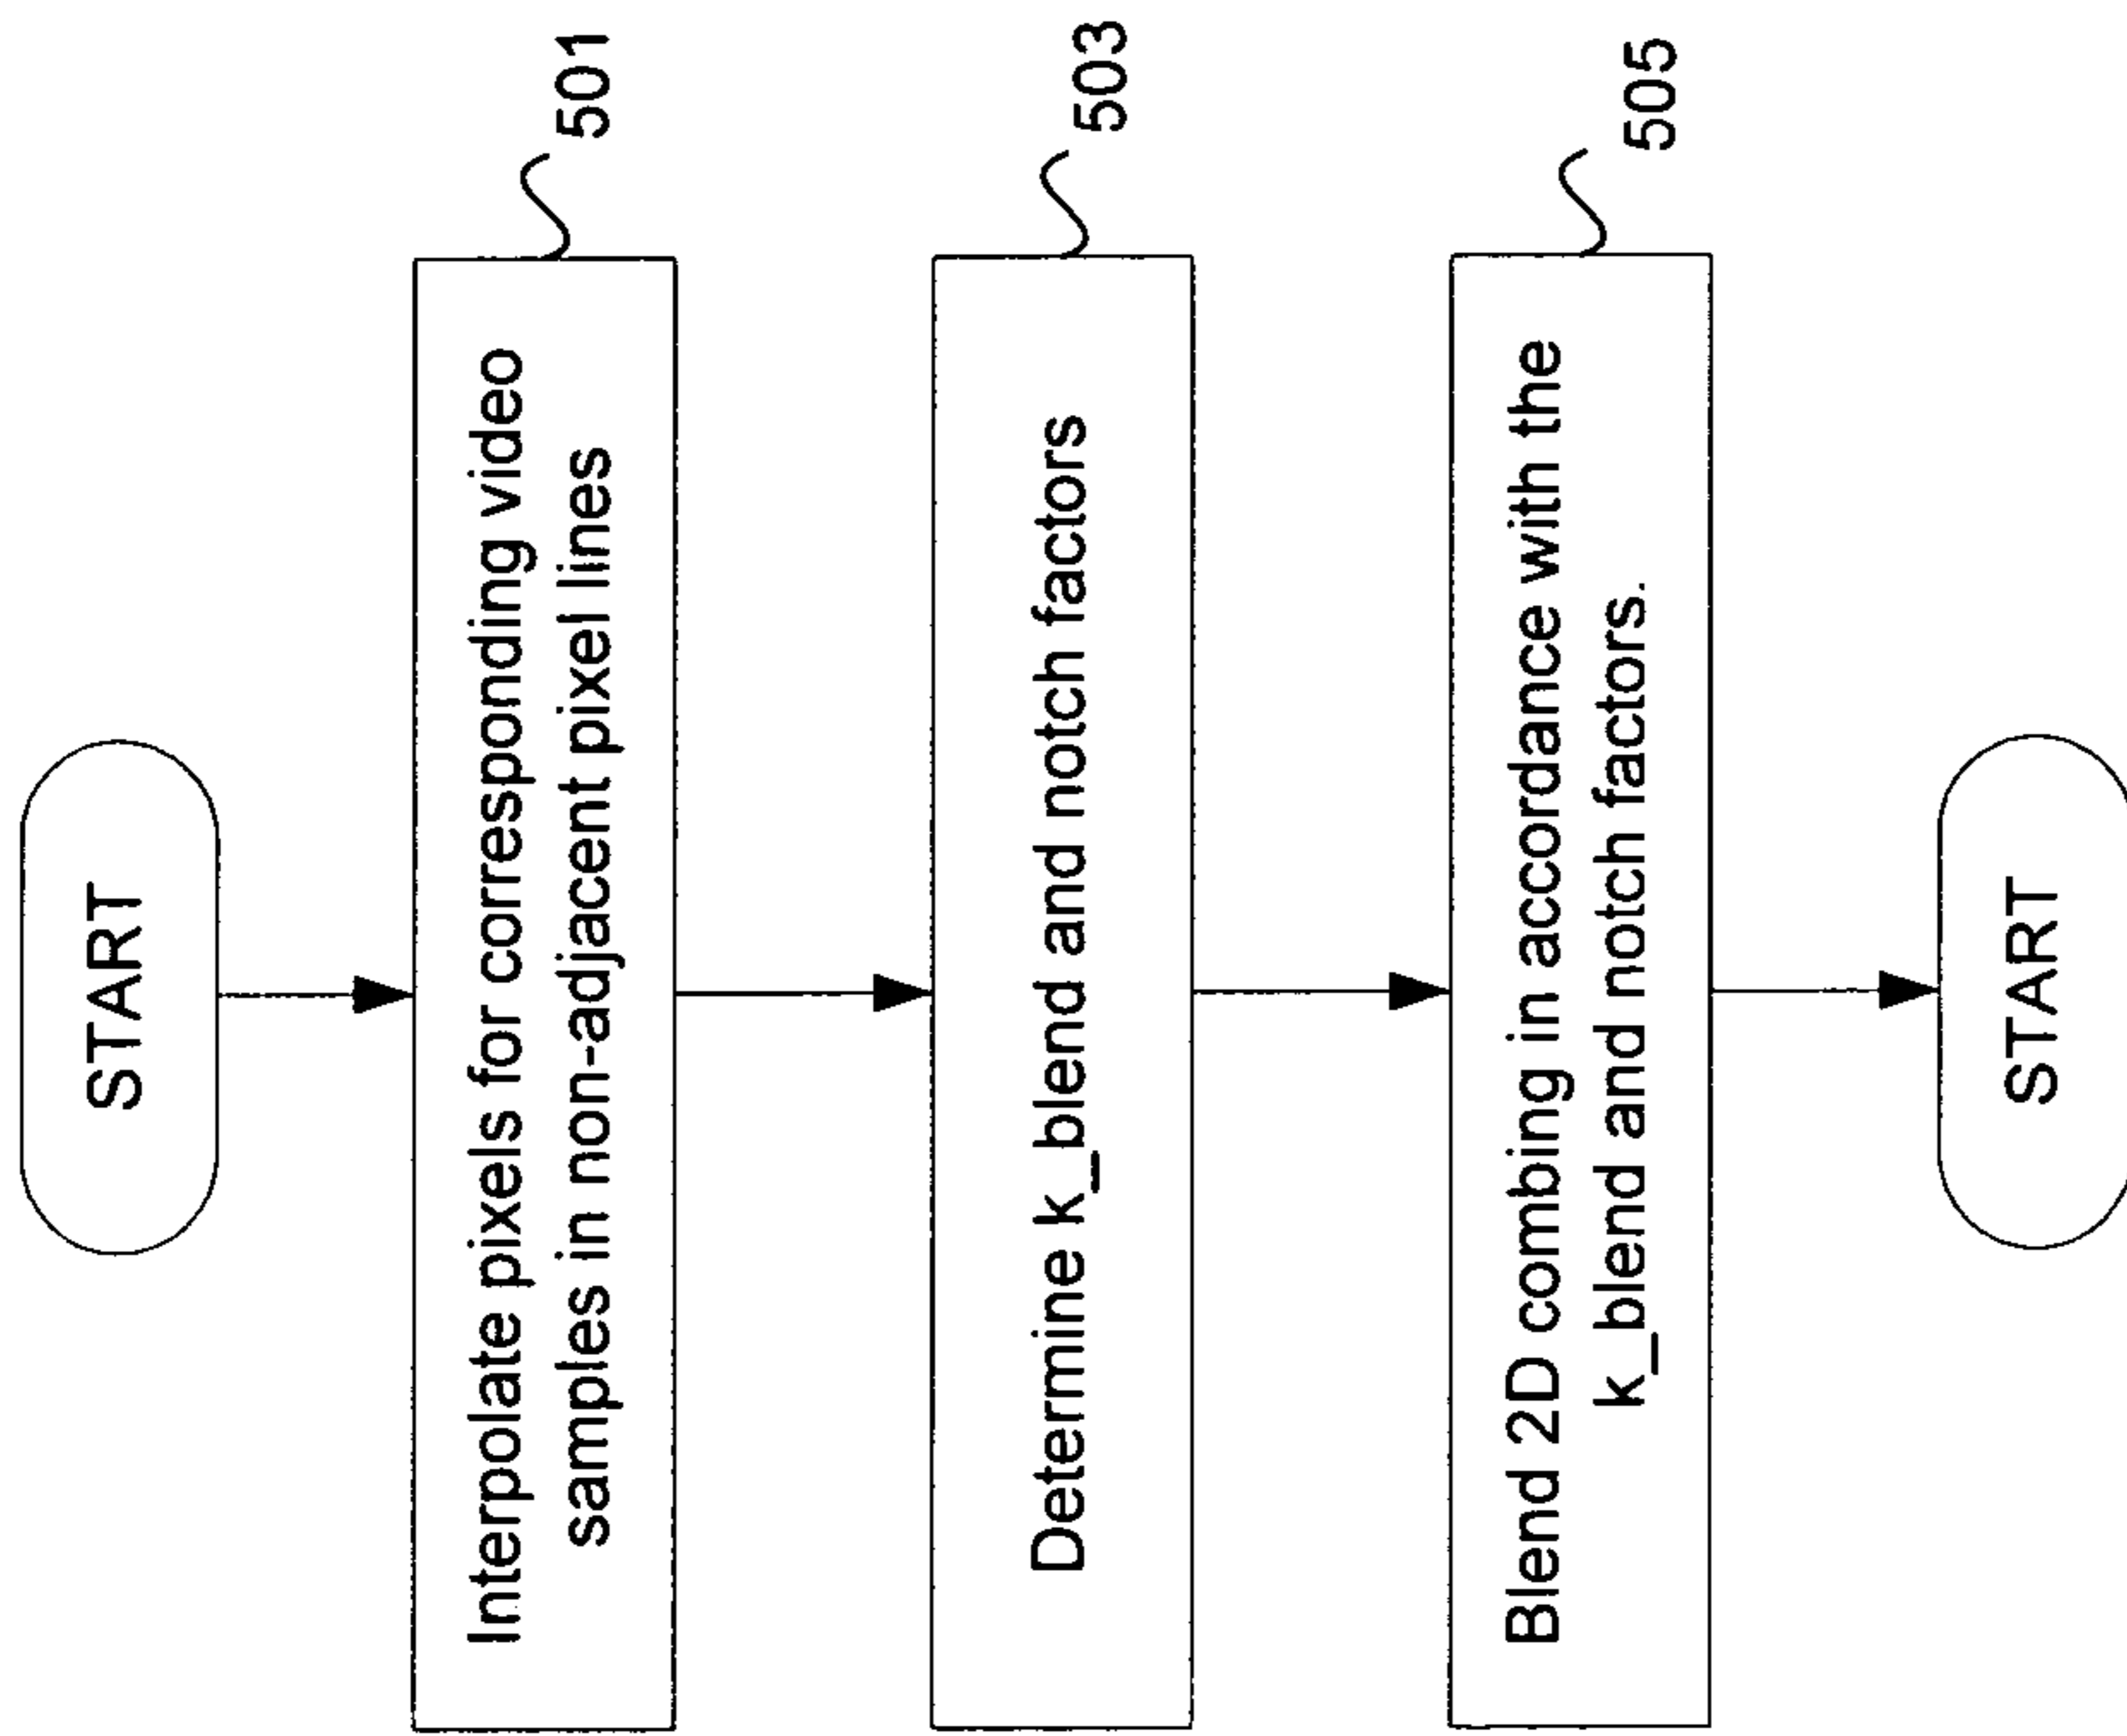 START
Interpolate pixels for corresponding video
samples in non-adjacent pixel lines
501
Determine k_blend and notch factors
503
Blend 2D combing in accordance with the
k_blend and notch factors.
505
START